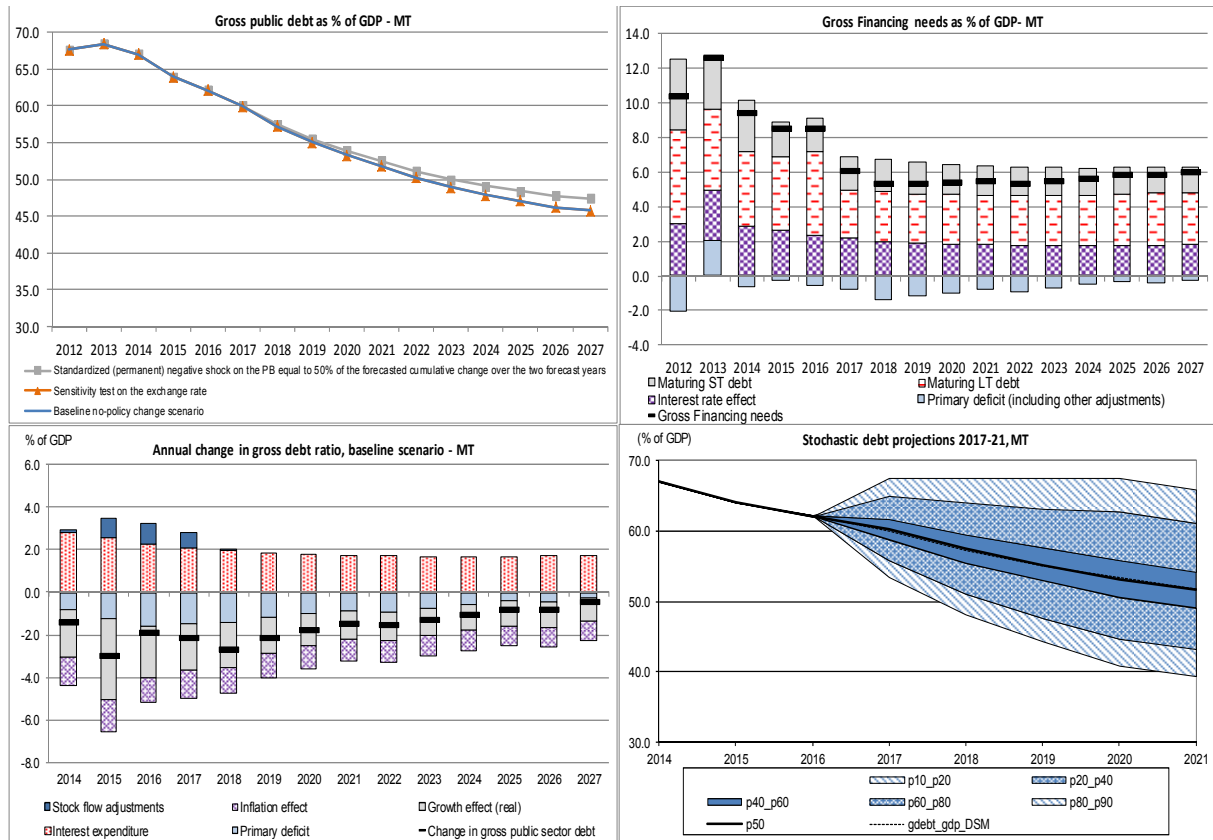 Gross public debt as % of GDP - MT
70.0
65.0
60.0
55.0
50.0
45.0
40.0
35.0
30.0
2012 2013 2014 2015 2016 2017 2018 2019 2020 2021 2022 2023 2024 2025 2026 2027
Standardized (permanent) negative shock on the PB equal to 50% of the forecasted cumulative change over the two forecast years
Sensitivity test on the exchange rate
Baseline no-policy change scenario
Gross Financing needs as % of GDP- MT
14.0
12.0
10.0
8.0
6.0
4.0
2.0
0.0
-2.0
-4.0
2012 2013 2014 2015 2016 2017 2018 2019 2020 2021 2022 2023 2024 2025 2026 2027
Maturing ST debt Maturing LT debt
Interest rate effect Primary deficit (including other adjustments)
Gross Financing needs
% of GDP
Annual change in gross debt ratio, baseline scenario - MT
6.0
4.0
2.0
0.0
-2.0
-4.0
-6.0
-8.0
2014 2015 2016 2017 2018 2019 2020 2021 2022 2023 2024 2025 2026 2027
Stock flow adjustments Inflation effect Growth effect (real)
Interest expenditure Primary deficit Change in gross public sector debt
(% of GDP)
Stochastic debt projections 2017-21, MT
70.0
60.0
50.0
40.0
30.0
2014 2015 2016 2017 2018 2019 2020 2021
p10_p20 p20_p40
p40_p60 p60_p80 p80_p90
p50 gdebt_gdp_DSM